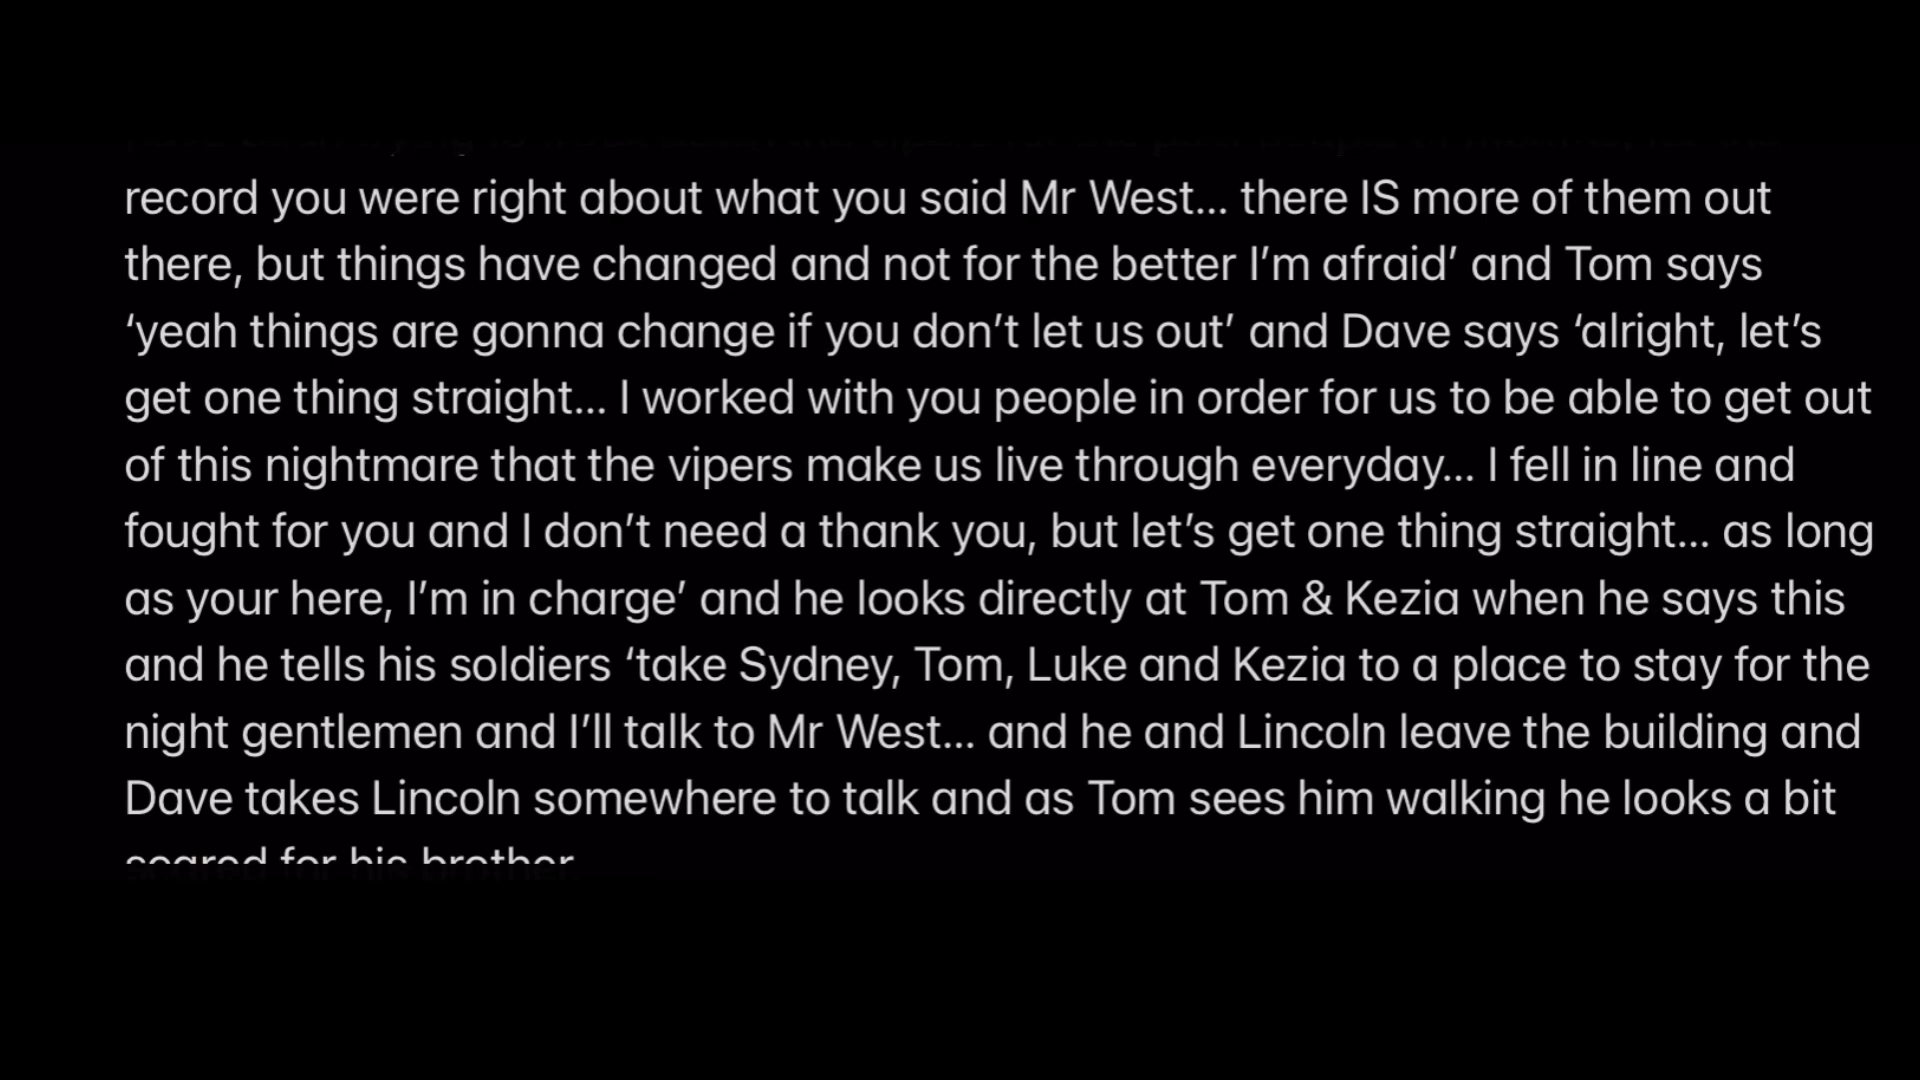 record you were right about what you said Mr West... there IS more of them out
there, but things have changed and not for the better I’m afraid’ and Tom says
‘yeah things are gonna change if you don’t let us out’ and Dave says ‘alright, let’s
get one thing straight... I worked with you people in order for us to be able to get out
of this nightmare that the vipers make us live through everyday... I fell in line and
fought for you and I don’t need a thank you, but let’s get one thing straight... as long
as your here, I’m in charge’ and he looks directly at Tom & Kezia when he says this
and he tells his soldiers ‘take Sydney, Tom, Luke and Kezia to a place to stay for the
night gentlemen and I’ll talk to Mr West... and he and Lincoln leave the building and
Dave takes Lincoln somewhere to talk and as Tom sees him walking he looks a bit
scared for his brother